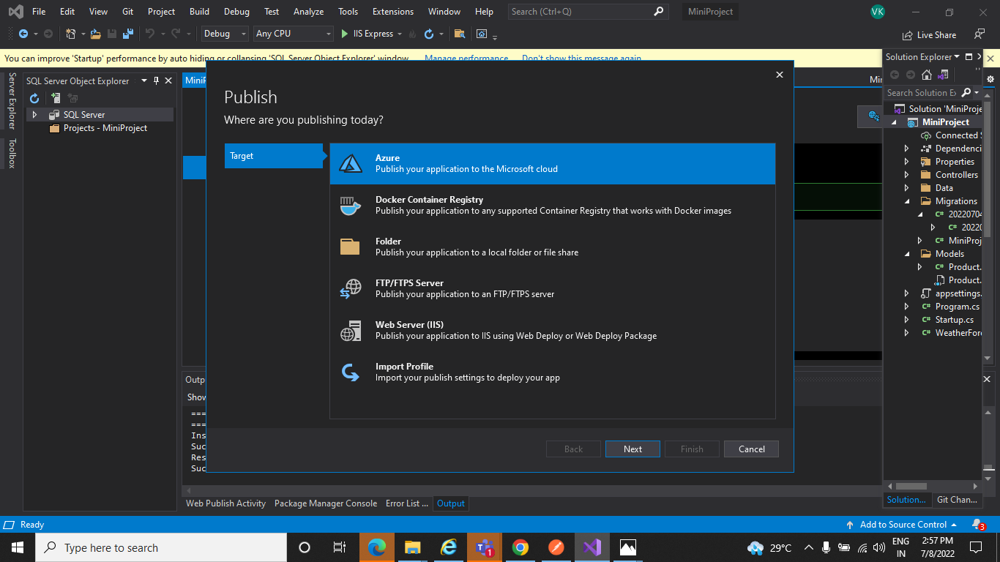 File Edit View Git Project Build Debug Test Analyze Tools Extensions Window Help Search (Ctrl+Q) MiniProject VK
Debug Any CPU IIS Express Live Share
You can improve 'Startup' performance by auto hiding or collapsing 'SQL Server Object Explorer' window. Manage performance Don't show this message again
Server Explorer
Toolbox
SQL Server Object Explorer
SQL Server
Projects - MiniProject
MiniP
Min
Publish
Where are you publishing today?
Target
Azure
Publish your application to the Microsoft cloud
Docker Container Registry
Publish your application to any supported Container Registry that works with Docker images
Folder
Publish your application to a local folder or file share
FTP/FTPS Server
Publish your application to an FTP/FTPS server
Web Server (IIS)
Publish your application to IIS using Web Deploy or Web Deploy Package
Import Profile
Import your publish settings to deploy your app
Back Next Finish Cancel
Solution Explorer
Search Solution Ex
Solution 'MiniProje
MiniProject
Connected S
Dependenci
Properties
Controllers
Data
Migrations
C# 20220704
C# 20220
C# MiniProj
Models
C# Product.
Product.
appsettings.
C# Program.cs
C# Startup.cs
C# WeatherFore
Solution... Git Chan...
Outp
Show
====
====
Ins
Suc
Res
Suc
Web Publish Activity Package Manager Console Error List ... Output
Ready Add to Source Control 3
Type here to search 1 29°C ENG 2:57 PM
IN 7/8/2022